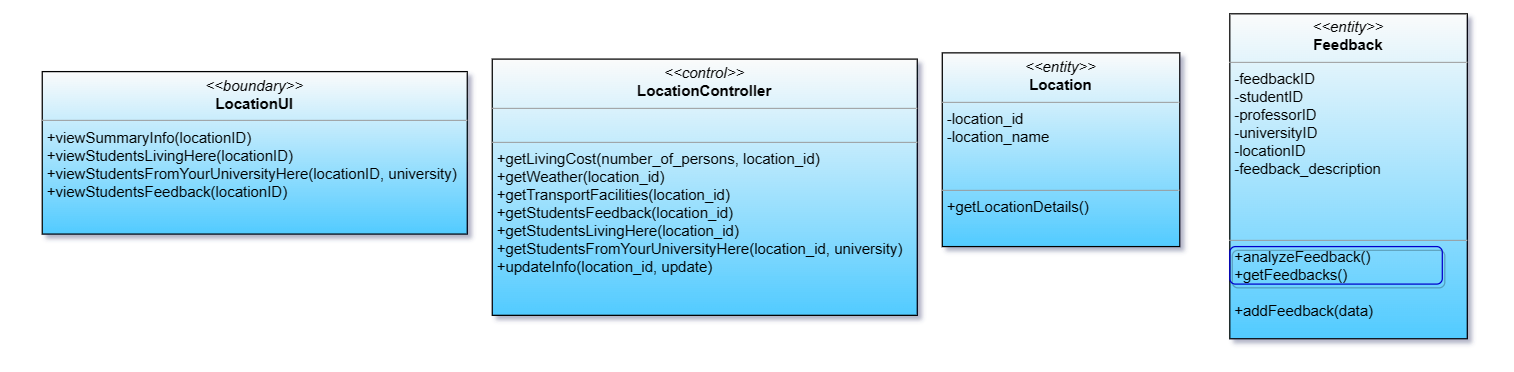 <<boundary>>
LocationUI
+viewSummaryInfo(locationID)
+viewStudentsLivingHere(locationID)
+viewStudentsFromYourUniversityHere(locationID, university)
+viewStudentsFeedback(locationID)
<<control>>
LocationController
+getLivingCost(number_of_persons, location_id)
+getWeather(location_id)
+getTransportFacilities(location_id)
+getStudentsFeedback(location_id)
+getStudentsLivingHere(location_id)
+getStudentsFromYourUniversityHere(location_id, university)
+updateInfo(location_id, update)
<<entity>>
Location
-location_id
-location_name
+getLocationDetails()
<<entity>>
Feedback
-feedbackID
-studentID
-professorID
-universityID
-locationID
-feedback_description
+analyzeFeedback()
+getFeedbacks()
+addFeedback(data)